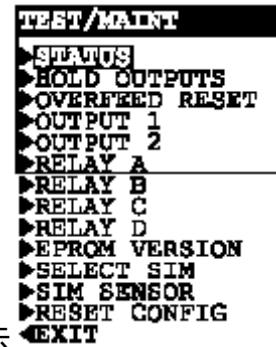 TEST/MAINT
STATUS
HOLD OUTPUTS
OVERFEED RESET
OUTPUT 1
OUTPUT 2
RELAY A
RELAY B
RELAY C
RELAY D
EPROM VERSION
SELECT SIM
SIM SENSOR
RESET CONFIG
示 EXIT